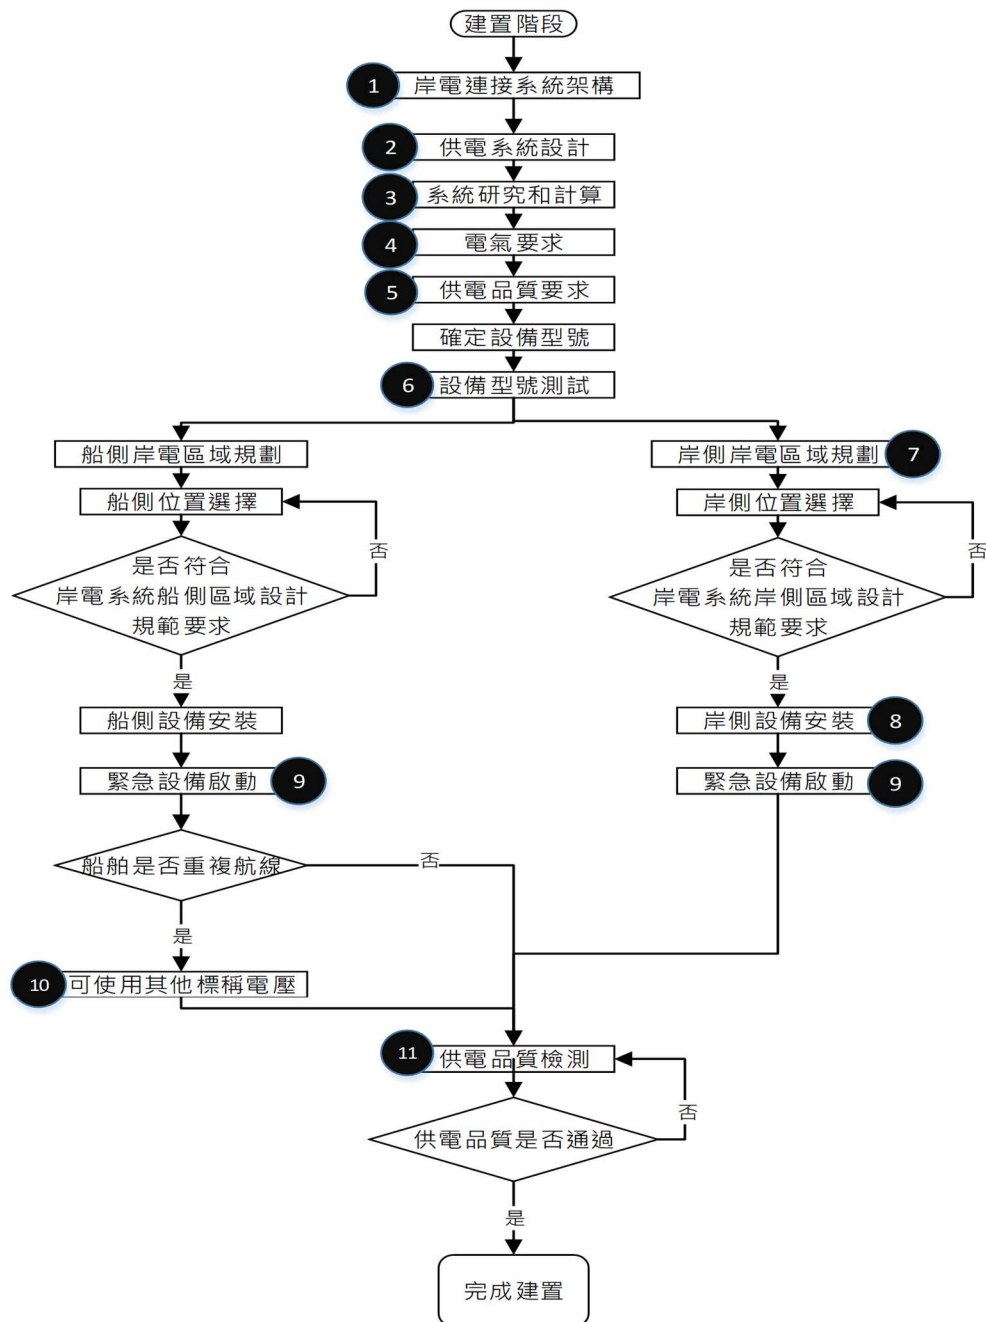 建置階段
1 岸電連接系統架構
2 供電系統設計
3 系統研究和計算
4 電氣要求
5 供電品質要求
確定設備型號
6 設備型號測試
船側岸電區域規劃
船側位置選擇
否
是否符合
岸電系統船側區域設計
規範要求
是
船側設備安裝
緊急設備啟動 9
船舶是否重複航線
否
是
10 可使用其他標稱電壓
岸側岸電區域規劃 7
岸側位置選擇
否
是否符合
岸電系統岸側區域設計
規範要求
是
岸側設備安裝 8
緊急設備啟動 9
11 供電品質檢測
否
供電品質是否通過
是
完成建置